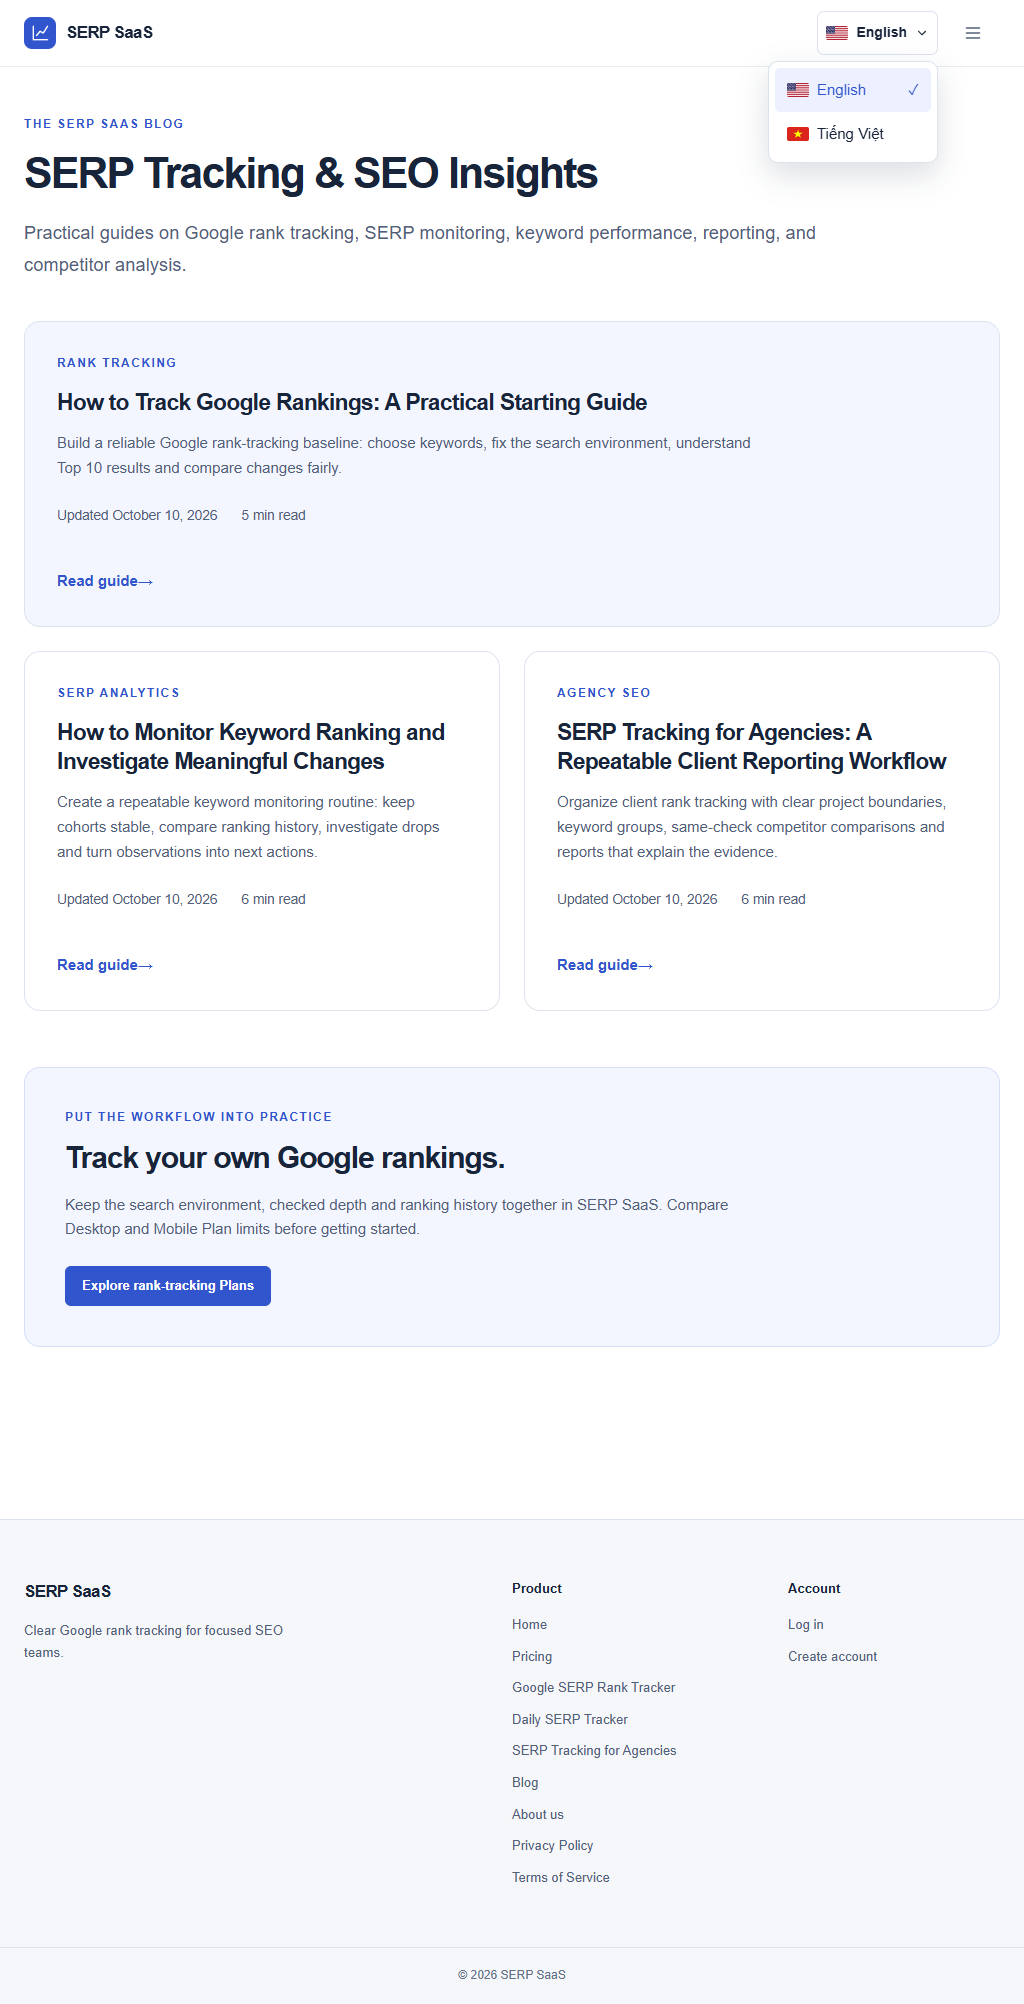 SERP SaaS
English
English
Tiếng Việt
THE SERP SAAS BLOG
SERP Tracking & SEO Insights
Practical guides on Google rank tracking, SERP monitoring, keyword performance, reporting, and
competitor analysis.
RANK TRACKING
How to Track Google Rankings: A Practical Starting Guide
Build a reliable Google rank-tracking baseline: choose keywords, fix the search environment, understand
Top 10 results and compare changes fairly.
Updated October 10, 2026 5 min read
Read guide→
SERP ANALYTICS
How to Monitor Keyword Ranking and
Investigate Meaningful Changes
Create a repeatable keyword monitoring routine: keep
cohorts stable, compare ranking history, investigate drops
and turn observations into next actions.
Updated October 10, 2026 6 min read
Read guide→
AGENCY SEO
SERP Tracking for Agencies: A
Repeatable Client Reporting Workflow
Organize client rank tracking with clear project boundaries,
keyword groups, same-check competitor comparisons and
reports that explain the evidence.
Updated October 10, 2026 6 min read
Read guide→
PUT THE WORKFLOW INTO PRACTICE
Track your own Google rankings.
Keep the search environment, checked depth and ranking history together in SERP SaaS. Compare
Desktop and Mobile Plan limits before getting started.
Explore rank-tracking Plans
SERP SaaS
Clear Google rank tracking for focused SEO
teams.
Product
Home
Pricing
Google SERP Rank Tracker
Daily SERP Tracker
SERP Tracking for Agencies
Blog
About us
Privacy Policy
Terms of Service
Account
Log in
Create account
© 2026 SERP SaaS